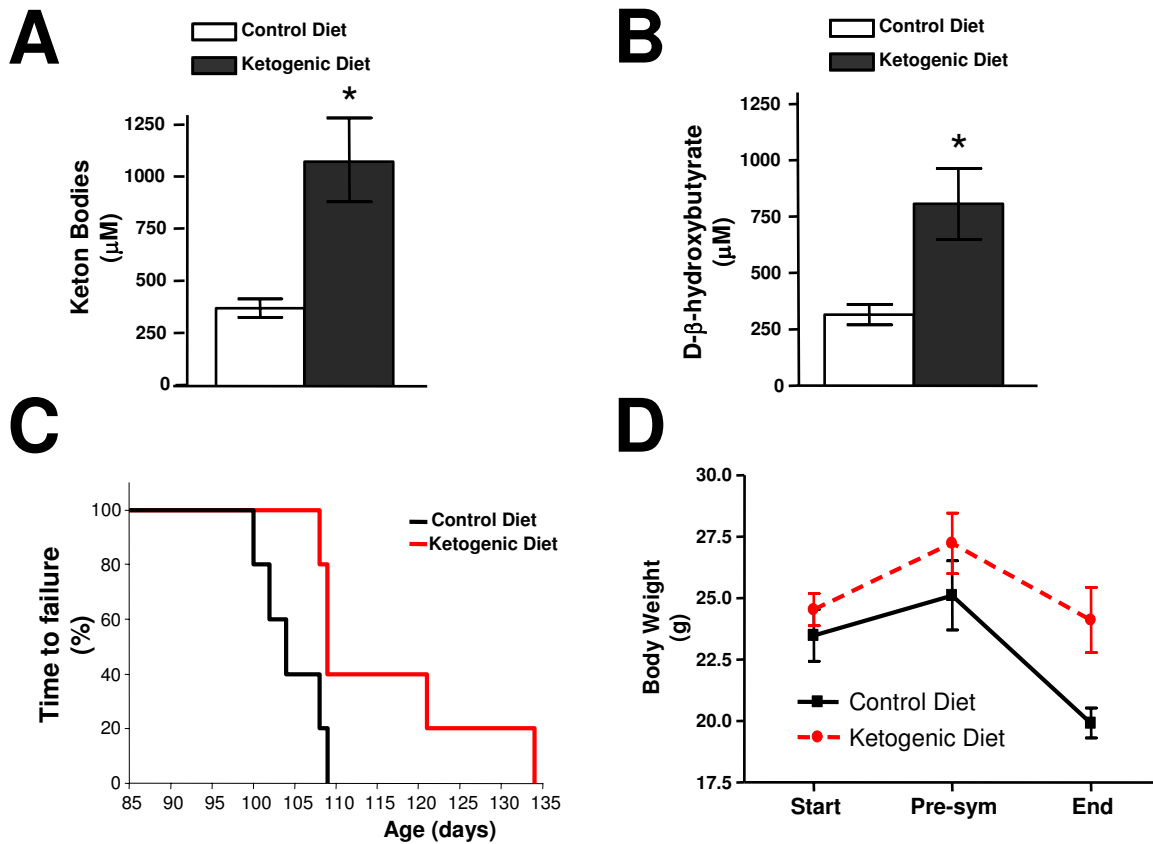 A
Control Diet
Ketogenic Diet
*
1250
1000
750
500
250
0
Keton Bodies
(μM)
B
Control Diet
Ketogenic Diet
*
1250
1000
750
500
250
0
D-β-hydroxybutyrate
(μM)
C
100
80
60
40
20
0
Time to failure
(%)
Control Diet
Ketogenic Diet
85 90 95 100 105 110 115 120 125 130 135
Age (days)
D
30.0
27.5
25.0
22.5
20.0
17.5
Body Weight
(g)
Control Diet
Ketogenic Diet
Start Pre-sym End